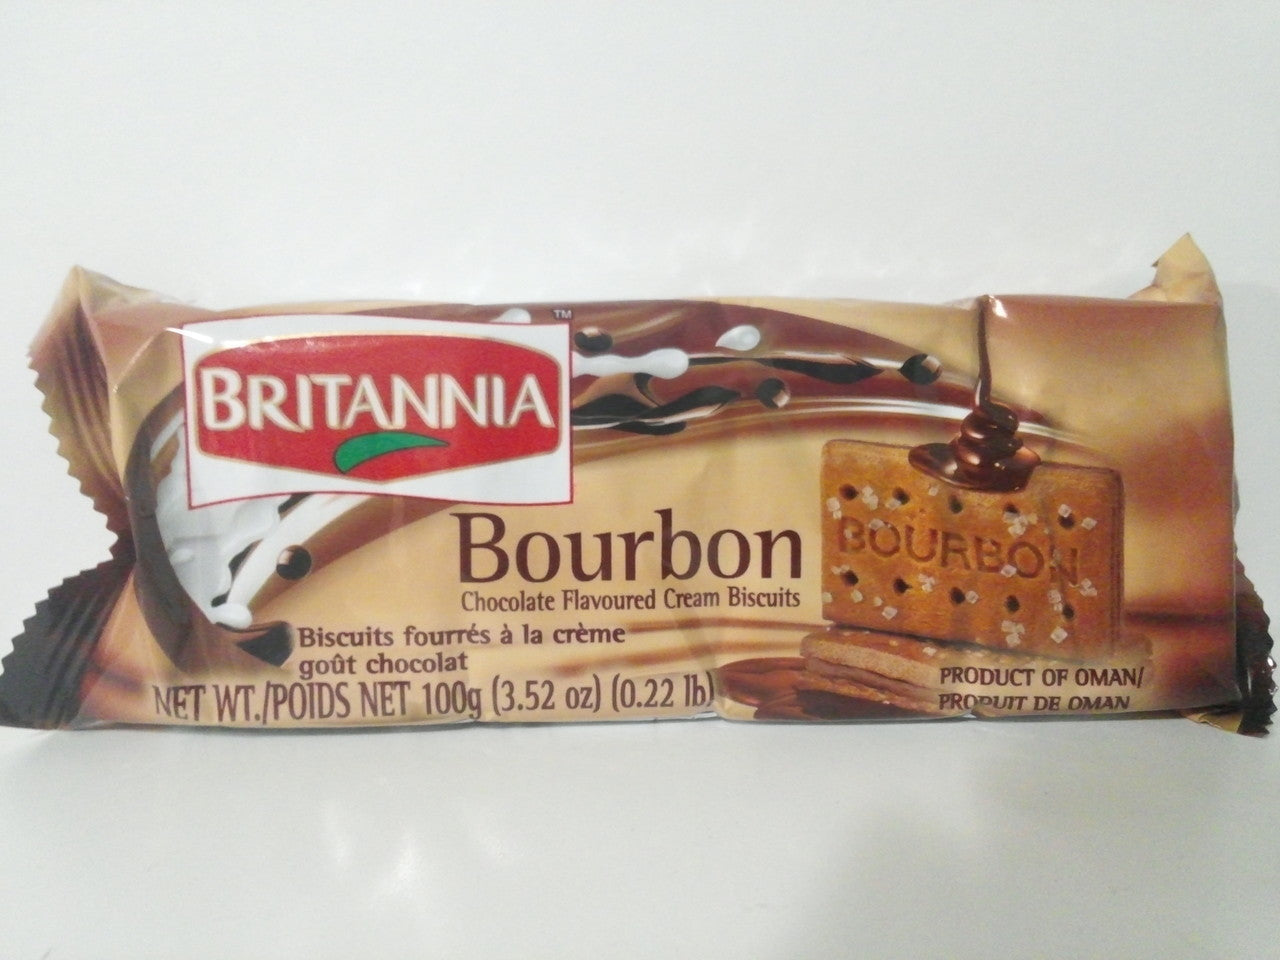 BRITANNIA
TM
Bourbon
Chocolate Flavoured Cream Biscuits
Biscuits fourrés à la crème
goût chocolat
NET WT./POIDS NET 100g (3.52 oz) (0.22 lb)
BOURBON
PRODUCT OF OMAN/
PRODUIT DE OMAN